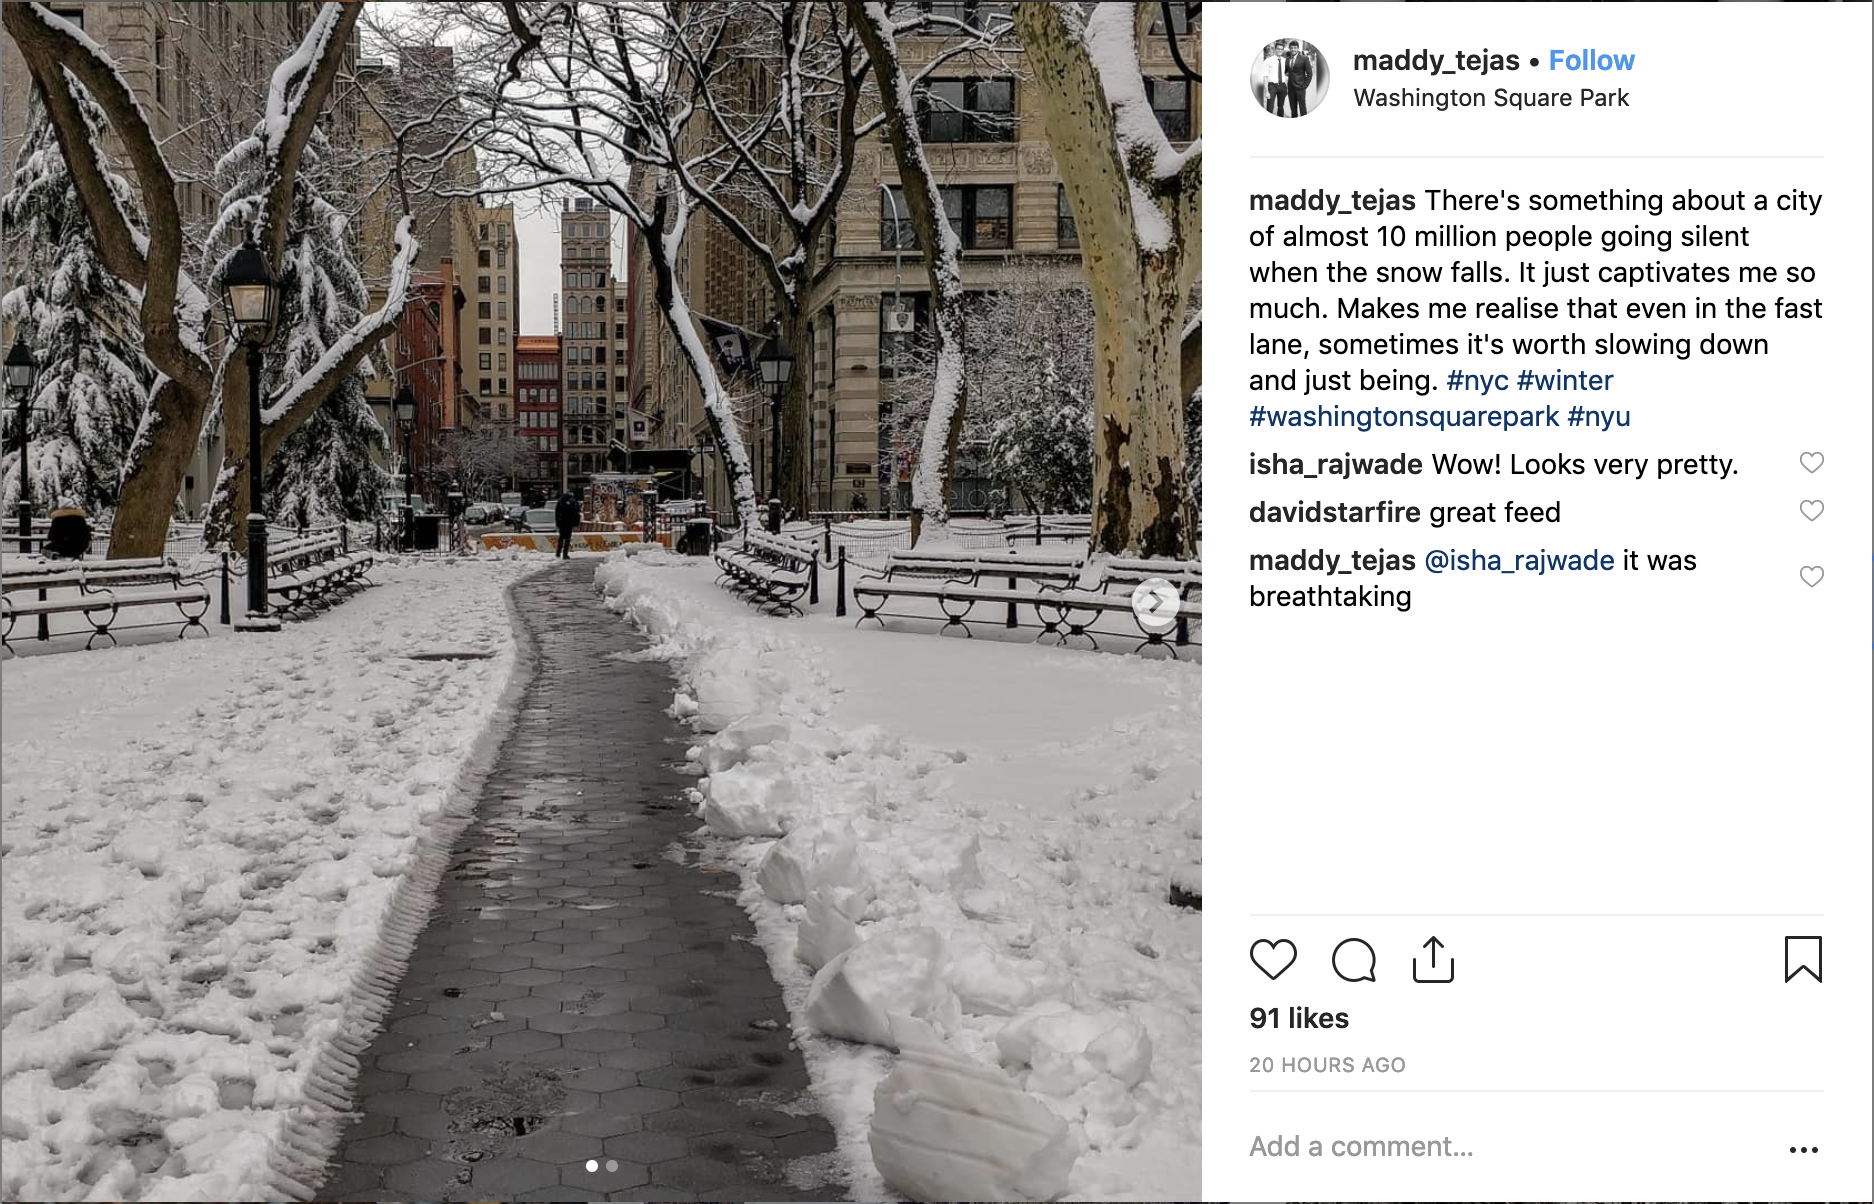 maddy_tejas • Follow
Washington Square Park
maddy_tejas There's something about a city
of almost 10 million people going silent
when the snow falls. It just captivates me so
much. Makes me realise that even in the fast
lane, sometimes it's worth slowing down
and just being. #nyc #winter
#washingtonsquarepark #nyu
isha_rajwade Wow! Looks very pretty.
davidstarfire great feed
maddy_tejas @isha_rajwade it was
breathtaking
91 likes
20 HOURS AGO
Add a comment...